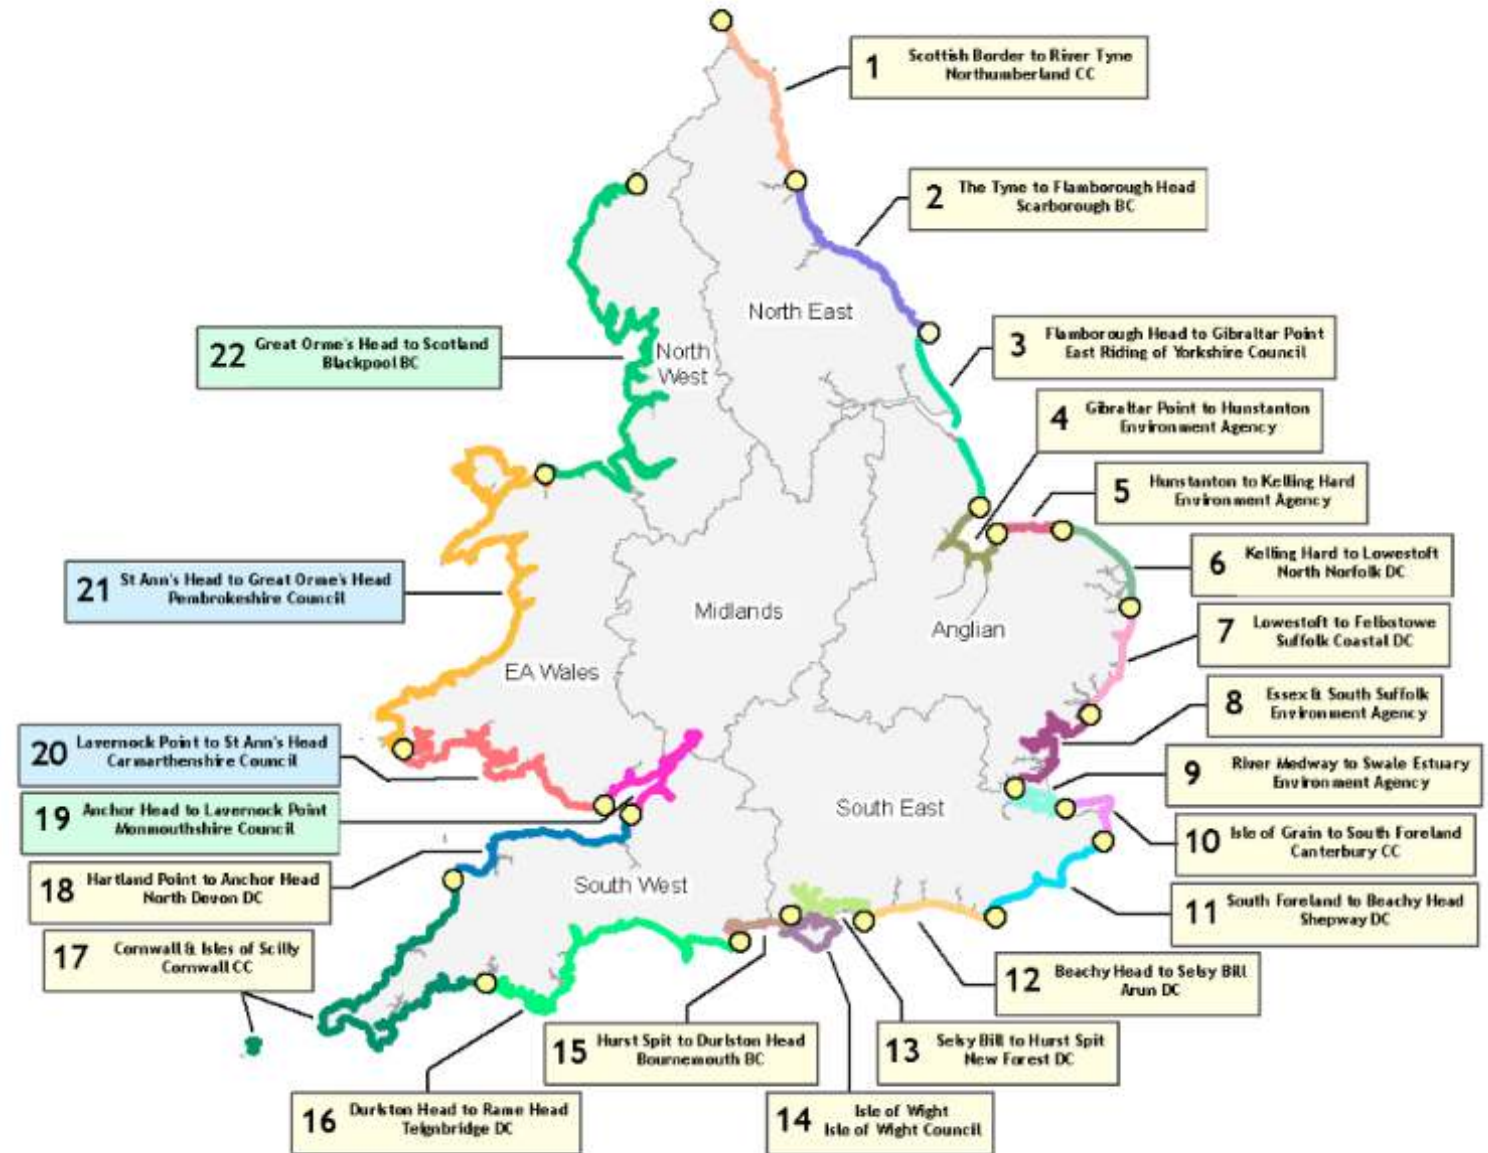 1
Scottish Border to River Tyne
Northumberland CC
2
The Tyne to Flamborough Head
Scarborough BC
North East
22
Great Orme's Head to Scotland
Blackpool BC
North
West
3
Flamborough Head to Gibraltar Point
East Riding of Yorkshire Council
4
Gibraltar Point to Hunstanton
Environment Agency
5
Hunstanton to Kelling Hard
Environment Agency
6
Kelling Hard to Lowestoft
North Norfolk DC
21
St Ann's Head to Great Orme's Head
Pembrokeshire Council
Midlands
Anglian
7
Lowestoft to Felixstowe
Suffolk Coastal DC
EA Wales
8
Essex & South Suffolk
Environment Agency
20
Lavernock Point to St Ann's Head
Carmarthenshire Council
9
River Medway to Swale Estuary
Environment Agency
19
Anchor Head to Lavernock Point
Monmouthshire Council
South East
10
Isle of Grain to South Foreland
Canterbury CC
18
Hartland Point to Anchor Head
North Devon DC
South West
11
South Foreland to Beachy Head
Shepway DC
17
Cornwall & Isles of Scilly
Cornwall CC
12
Beachy Head to Selsy Bill
Arun DC
15
Hurst Spit to Durlston Head
Bournemouth BC
13
Selsy Bill to Hurst Spit
New Forest DC
16
Durlston Head to Rame Head
Teignbridge DC
14
Isle of Wight
Isle of Wight Council